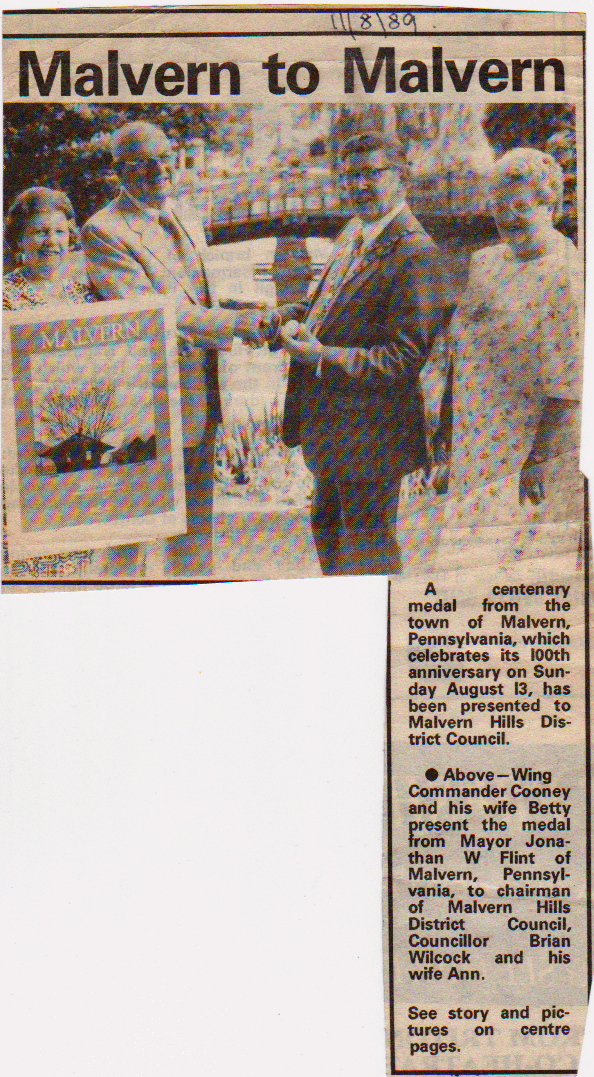 11/8/89.
Malvern to Malvern
MALVERN
A centenary
medal from the
town of Malvern,
Pennsylvania, which
celebrates its 100th
anniversary on Sun-
day August 13, has
been presented to
Malvern Hills Dis-
trict Council.
● Above—Wing
Commander Cooney
and his wife Betty
present the medal
from Mayor Jona-
than W Flint of
Malvern, Pennsyl-
vania, to chairman
of Malvern Hills
District Council,
Councillor Brian
Wilcock and his
wife Ann.
See story and pic-
tures on centre
pages.